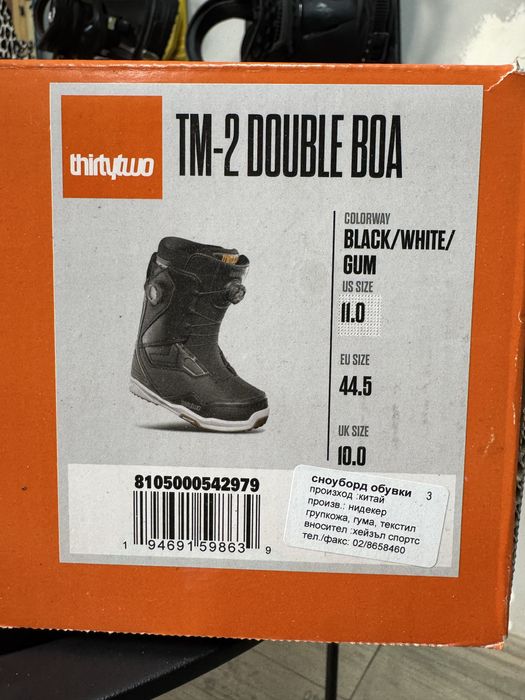 thirtytwo
TM-2 DOUBLE BOA
COLORWAY
BLACK/WHITE/
GUM
US SIZE
11.0
EU SIZE
44.5
UK SIZE
10.0
8105000542979
1 94691 59863 9
сноуборд обувки 3
произход :китай
произв.: нидекер
групкожа, гума, текстил
вносител :хейзъл спортс
тел./факс: 02/8658460